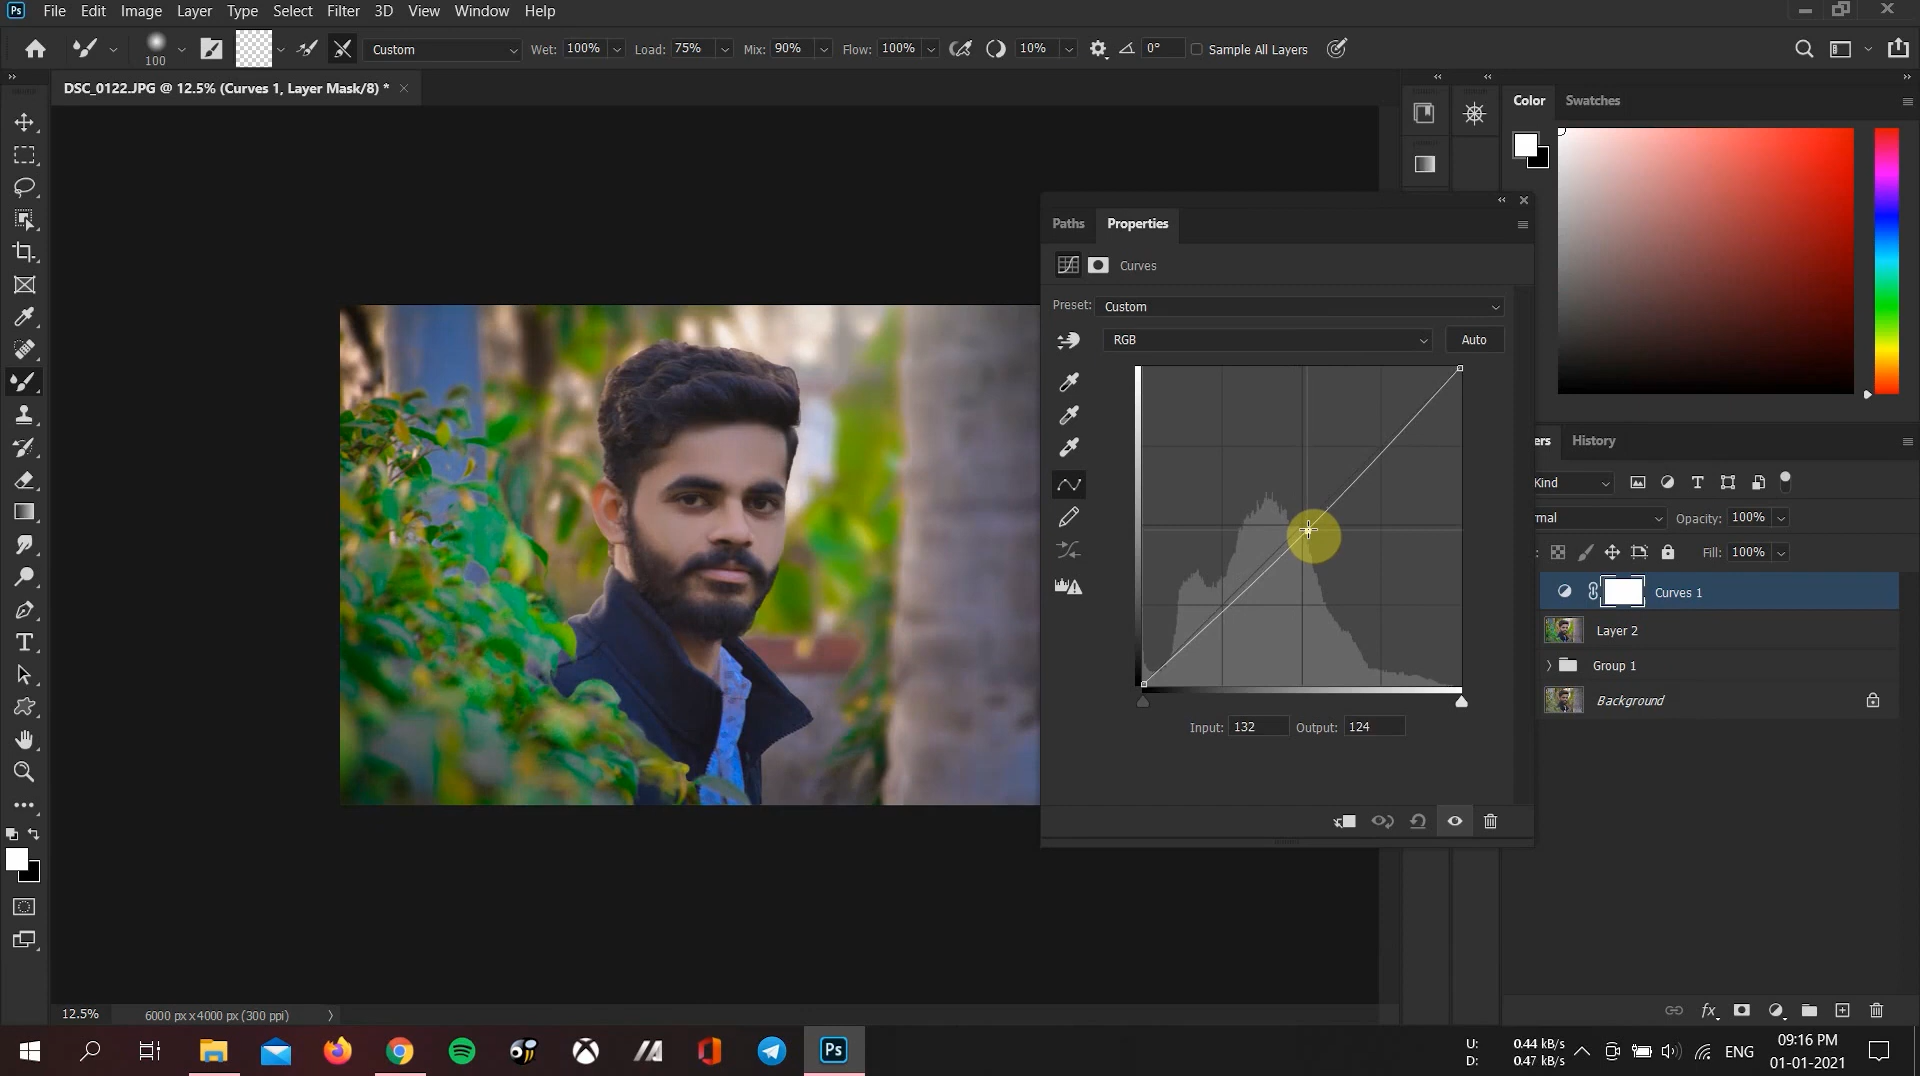 Ps File Edit Image Layer Type Select Filter 3D View Window Help
100 Custom Wet: 100% Load: 75% Mix: 90% Flow: 100% 10% 0° Sample All Layers
DSC_0122.JPG @ 12.5% (Curves 1, Layer Mask/8) *
Color Swatches
Paths Properties
Curves
Preset: Custom
RGB Auto
Input: 132 Output: 124
ers History
Kind
mal Opacity: 100%
: Fill: 100%
Curves 1
Layer 2
Group 1
Background
T
12.5% 6000 px x 4000 px (300 ppi)
fx
Ps
U: 0.44 kB/s
D: 0.47 kB/s
ENG
09:16 PM
01-01-2021